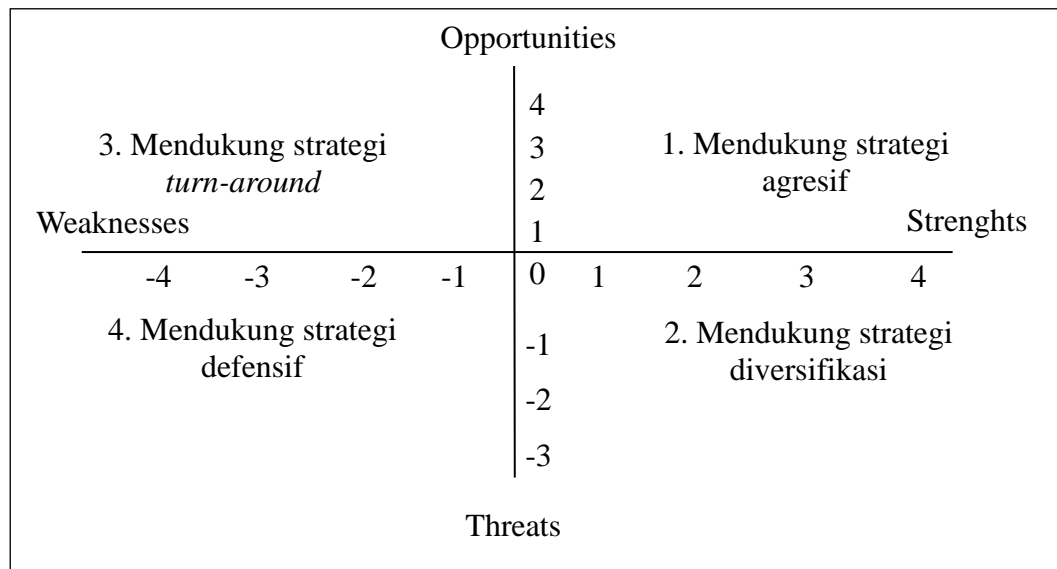 Opportunities
4
3. Mendukung strategi
turn-around
3
1. Mendukung strategi
agresif
2
Weaknesses
1
Strenghts
-4 -3 -2 -1 0 1 2 3 4
4. Mendukung strategi
defensif
-1
2. Mendukung strategi
diversifikasi
-2
-3
Threats